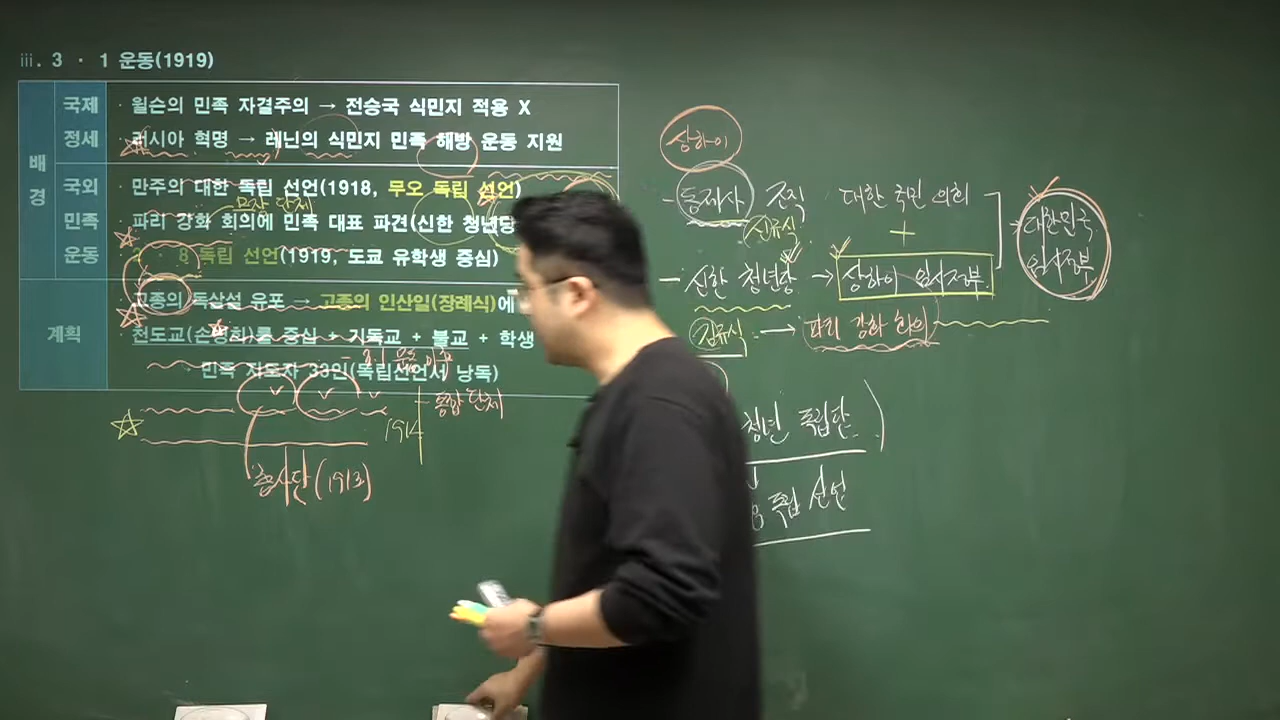 ⅲ. 3 · 1 운동(1919)
배경
국제 정세
· 윌슨의 민족 자결주의 → 전승국 식민지 적용 X
· 러시아 혁명 → 레닌의 식민지 민족 해방 운동 지원
국외 민족 운동
· 만주의 대한 독립 선언(1918, 무오 독립 선언)
· 파리 강화 회의에 민족 대표 파견(신한 청년당
8 독립 선언(1919, 도쿄 유학생 중심)
계획
· 고종의 독살설 유포 → 고종의 인산일(장례식)에
천도교(손병희)를 중심 + 기독교 + 불교 + 학생
민족 지도자 33인(독립선언서 낭독)
통합 단체
1914
흥사단(1913)
상하이
- 동제사 조직
신규식
대한 국민 의회
+
- 신한 청년당 → 상하이 임시정부
대한민국
임시정부
김규식 → 파리 강화 회의
청년 독립단
8 독립 선언